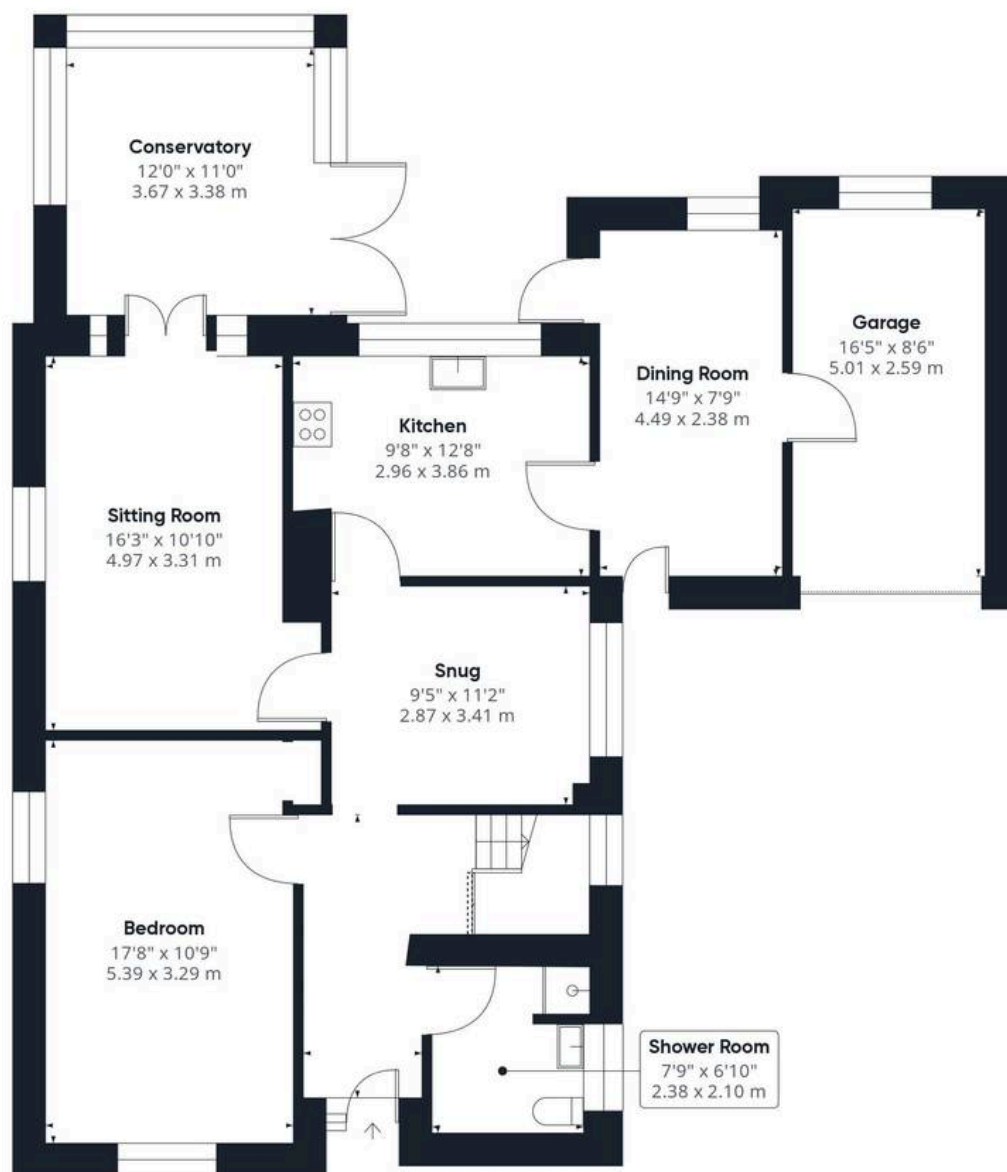 Conservatory
12'0" x 11'0"
3.67 x 3.38 m
Garage
16'5" x 8'6"
5.01 x 2.59 m
Dining Room
14'9" x 7'9"
4.49 x 2.38 m
Kitchen
9'8" x 12'8"
2.96 x 3.86 m
Sitting Room
16'3" x 10'10"
4.97 x 3.31 m
Snug
9'5" x 11'2"
2.87 x 3.41 m
Bedroom
17'8" x 10'9"
5.39 x 3.29 m
Shower Room
7'9" x 6'10"
2.38 x 2.10 m